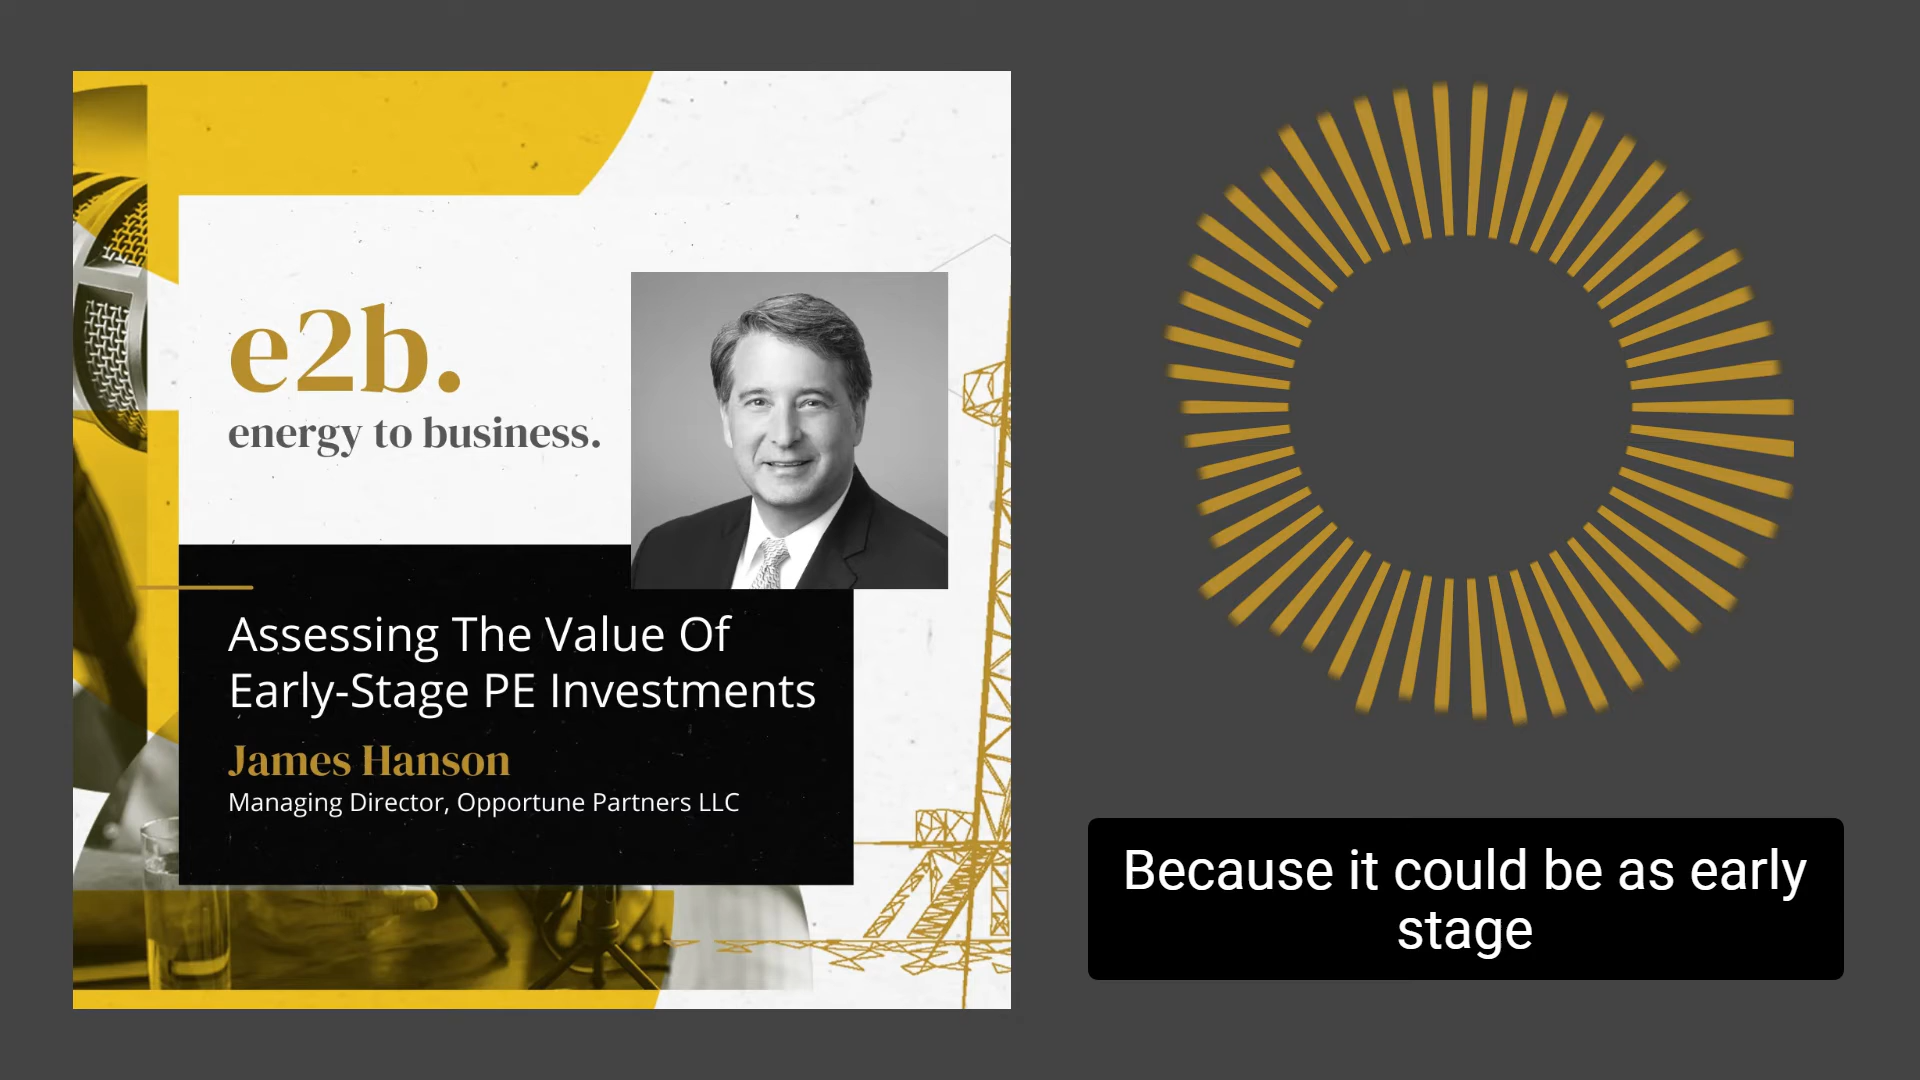 e2b.
energy to business.
Assessing The Value Of
Early-Stage PE Investments
James Hanson
Managing Director, Opportune Partners LLC
Because it could be as early
stage